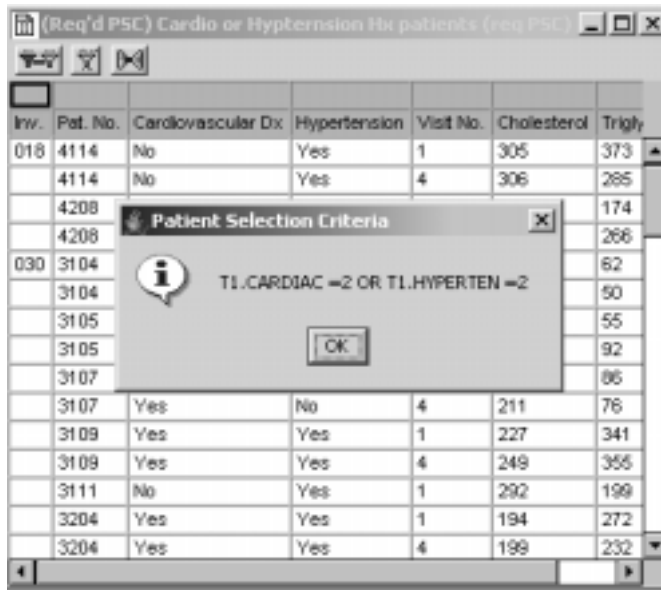 (Req'd PSC) Cardio or Hypternsion Hx patients (req PSC)
Inv. Pat. No. Cardiovascular Dx Hypertension Visit No. Cholesterol Trigly
018 4114 No Yes 1 305 373
4114 No Yes 4 306 285
4208 174
4208 266
030 3104 62
3104 50
3105 55
3105 92
3107 86
3107 Yes No 4 211 76
3109 Yes Yes 1 227 341
3109 Yes Yes 4 249 355
3111 No Yes 1 292 199
3204 Yes Yes 1 194 272
3204 Yes Yes 4 199 232
Patient Selection Criteria
T1.CARDIAC =2 OR T1.HYPERTEN =2
OK